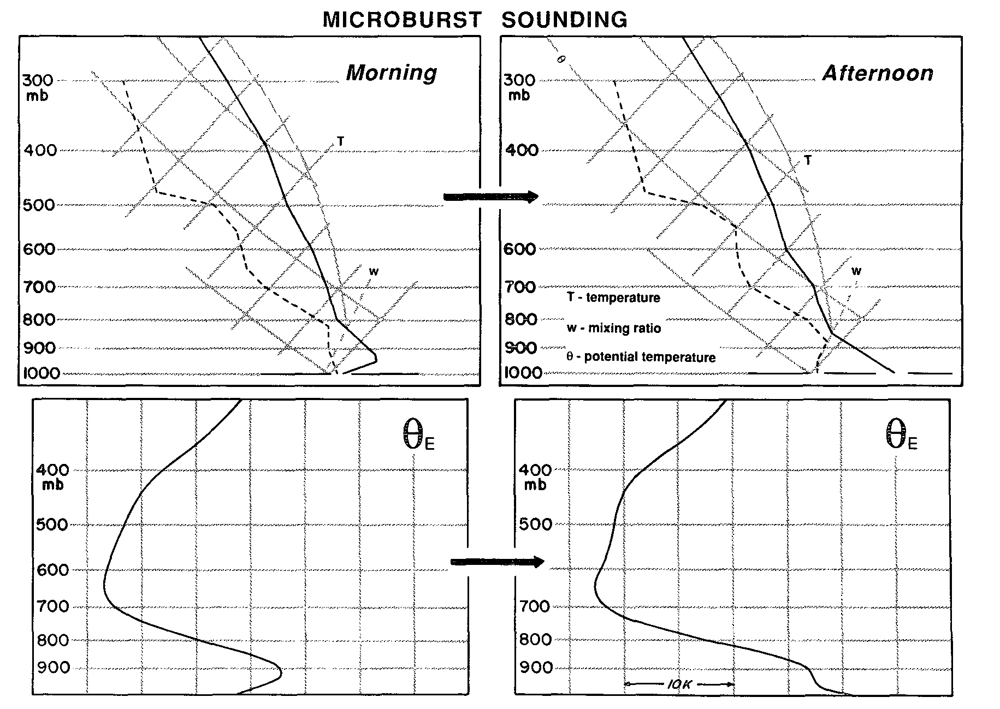 MICROBURST SOUNDING
Morning
300
mb
400
500
600
700
800
900
1000
T
w
Afternoon
θ
300
mb
400
500
600
700
800
900
1000
T
w
T - temperature
w - mixing ratio
θ - potential temperature
θE
400
mb
500
600
700
800
900
θE
400
mb
500
600
700
800
900
10K